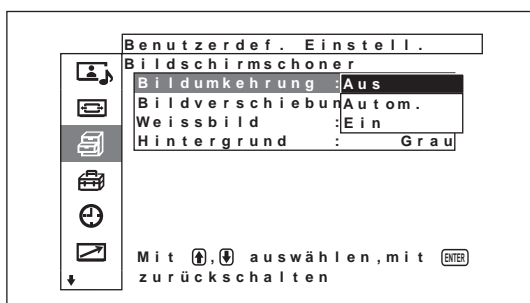 Benutzerdef. Einstell.
Bildschirmschoner
Bildumkehrung :Aus
Bildverschiebun Autom.
Weissbild :Ein
Hintergrund : Grau
Mit , auswählen,mit ENTER
zurückschalten